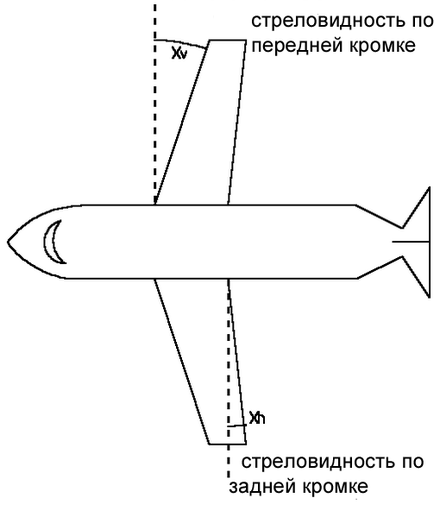 стреловидность по
передней кромке
Xv
Xh
стреловидность по
задней кромке